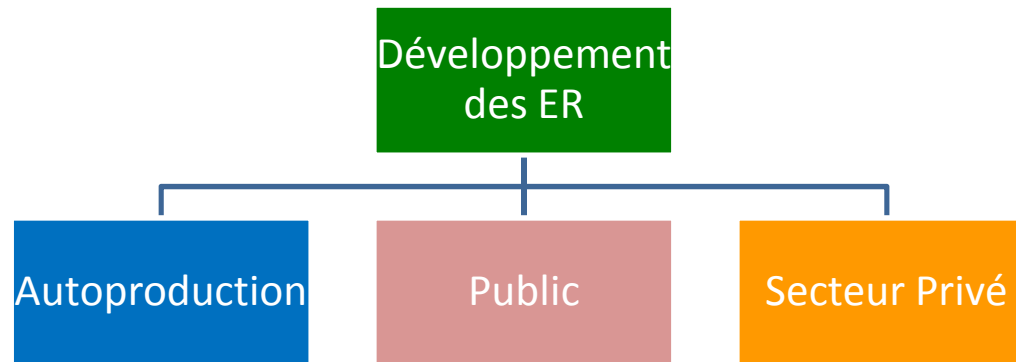 Développement
des ER
Autoproduction
Public
Secteur Privé